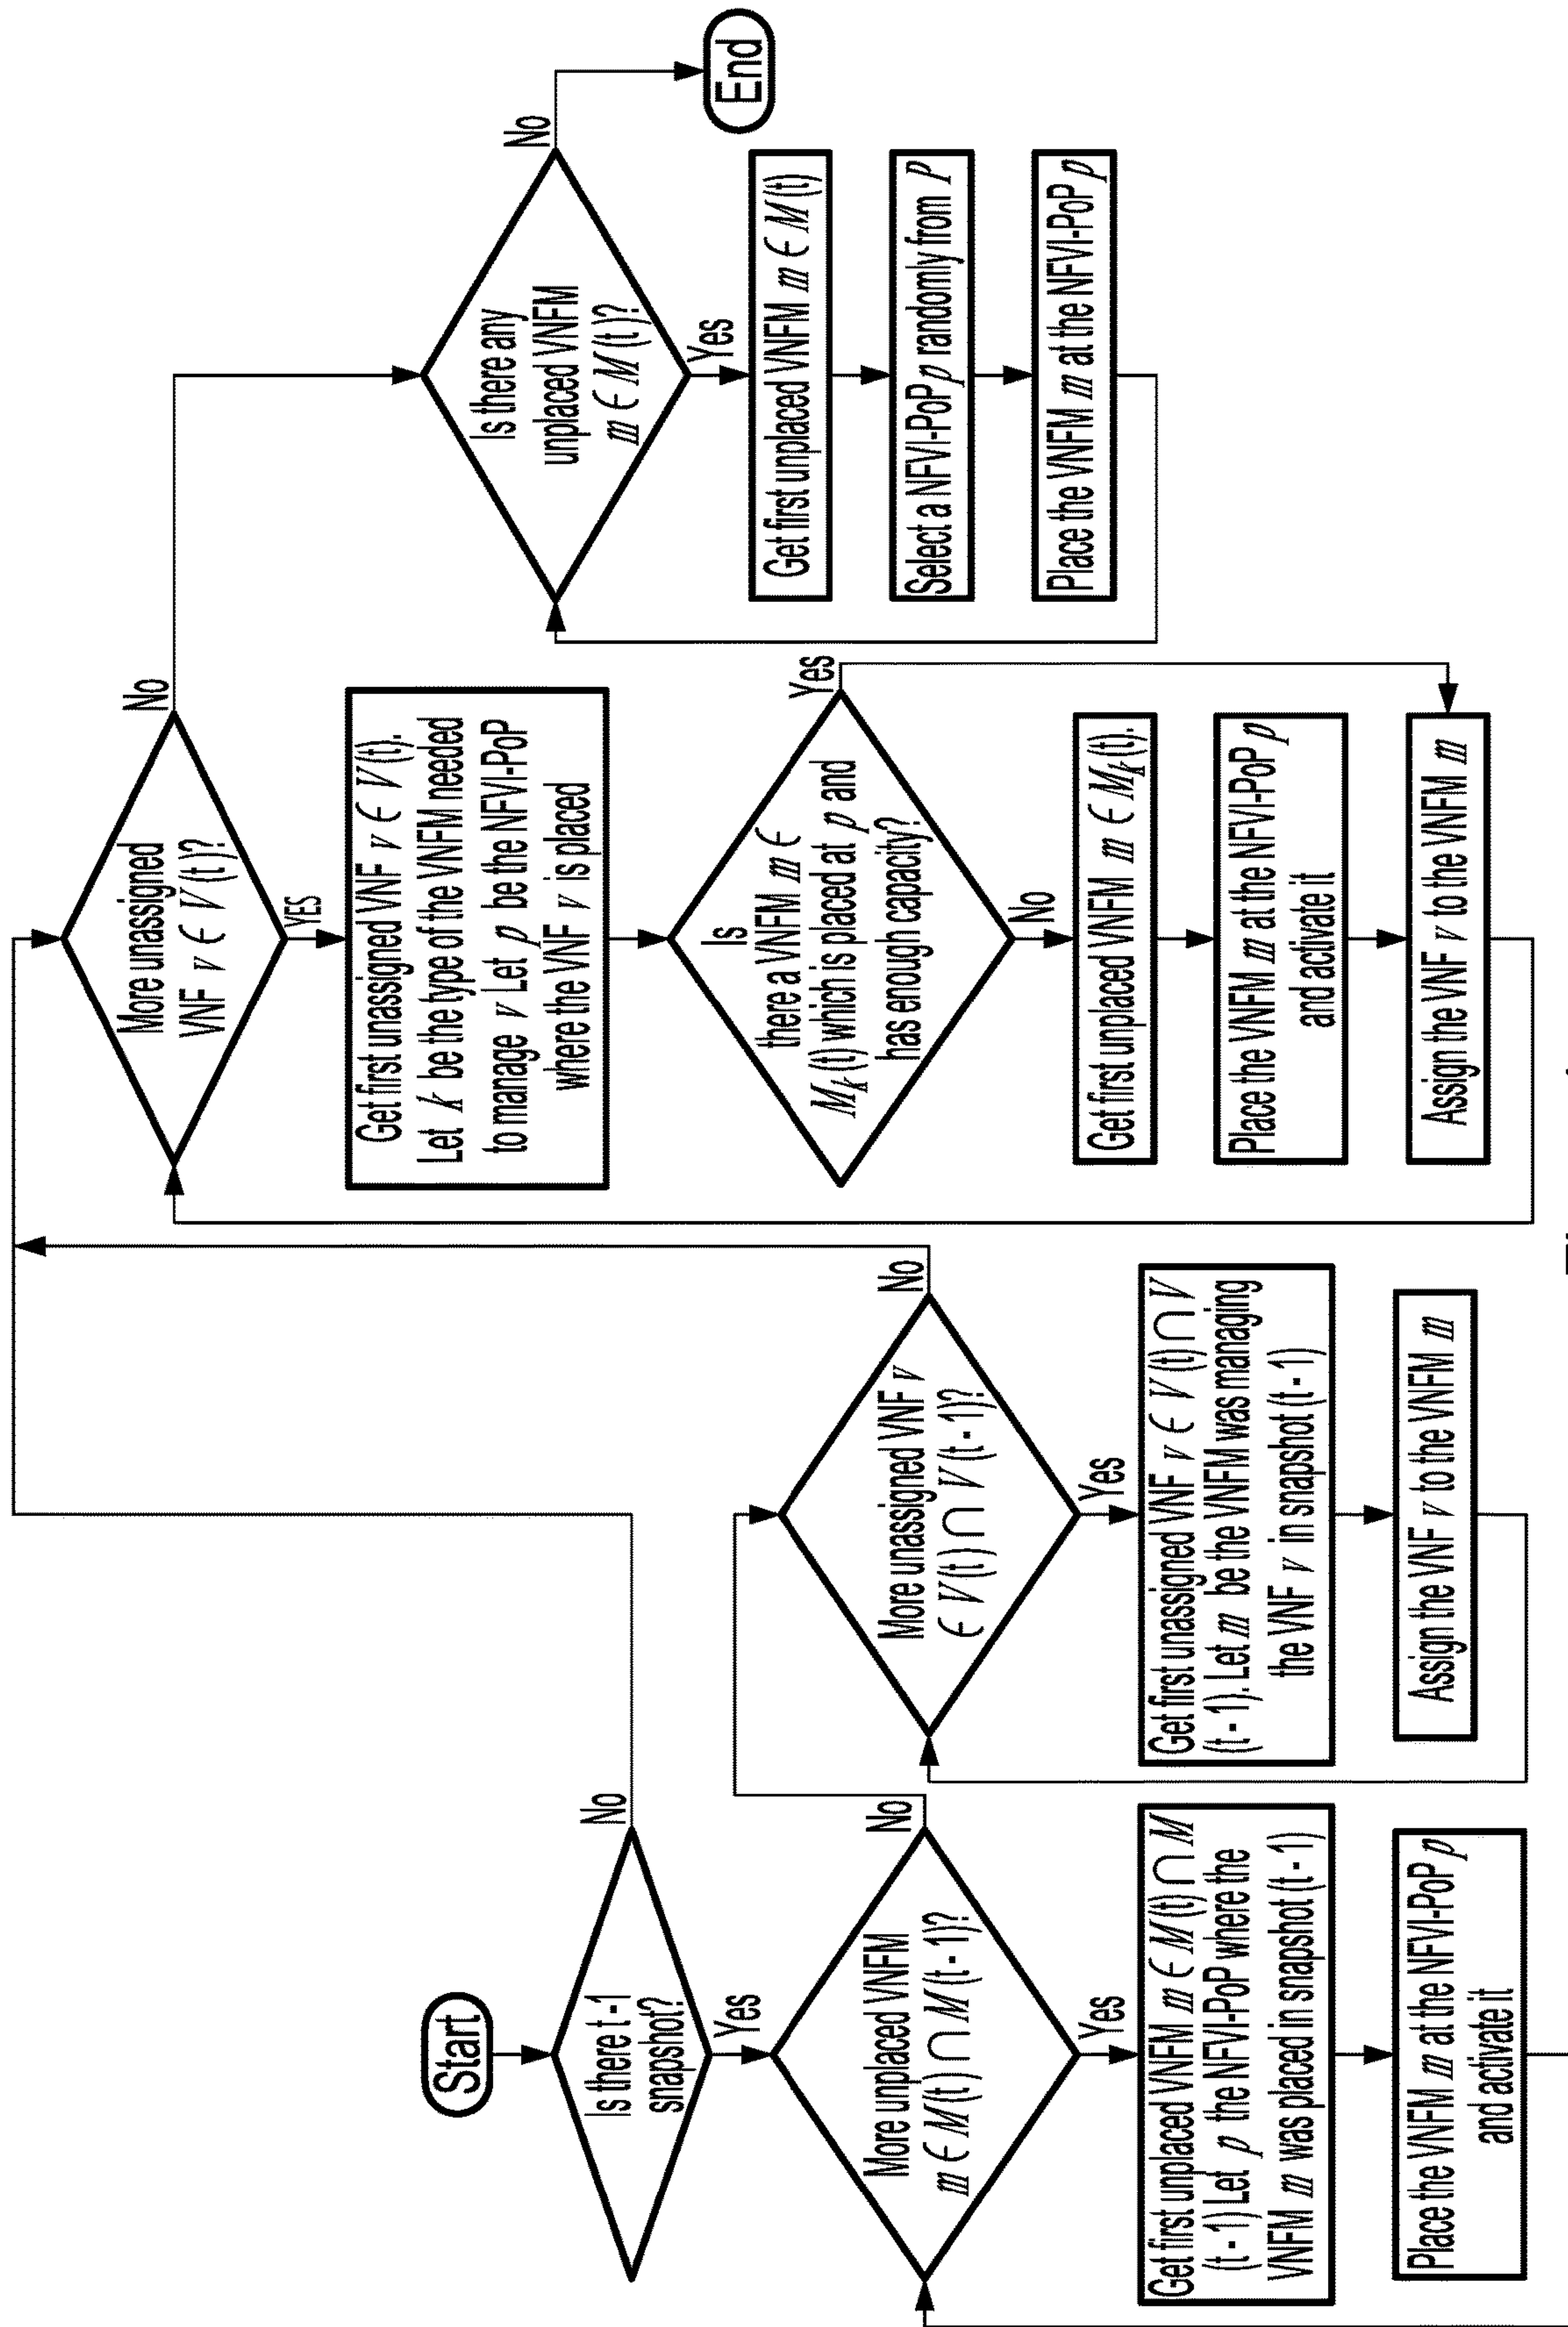 Start
Is there t -1
snapshot?
No
Yes
More unplaced VNFM
m ∈ M (t) ∩ M (t - 1)?
No
Yes
Get first unplaced VNFM m ∈ M (t) ∩ M
(t - 1) Let p the NFVI-PoP where the
VNFM m was placed in snapshot (t - 1)
Place the VNFM m at the NFVI-PoP p
and activate it
More unassigned VNF v
∈ V (t) ∩ V (t - 1)?
No
Yes
Get first unassigned VNF v ∈ V (t) ∩ V
(t - 1). Let m be the VNFM was managing
the VNF v in snapshot (t - 1)
Assign the VNF v to the VNFM m
More unassigned
VNF v ∈ V (t)?
No
YES
Get first unassigned VNF v ∈ V (t).
Let k be the type of the VNFM needed
to manage v Let p be the NFVI-PoP
where the VNF v is placed
Is
there a VNFM m ∈
Mk(t) which is placed at p and
has enough capacity?
Yes
No
Get first unplaced VNFM m ∈ Mk(t).
Place the VNFM m at the NFVI-PoP p
and activate it
Assign the VNF v to the VNFM m
Is there any
unplaced VNFM
m ∈ M (t)?
No
Yes
Get first unplaced VNFM m ∈ M (t)
Select a NFVI-PoP p randomly from P
Place the VNFM m at the NFVI-PoP p
End